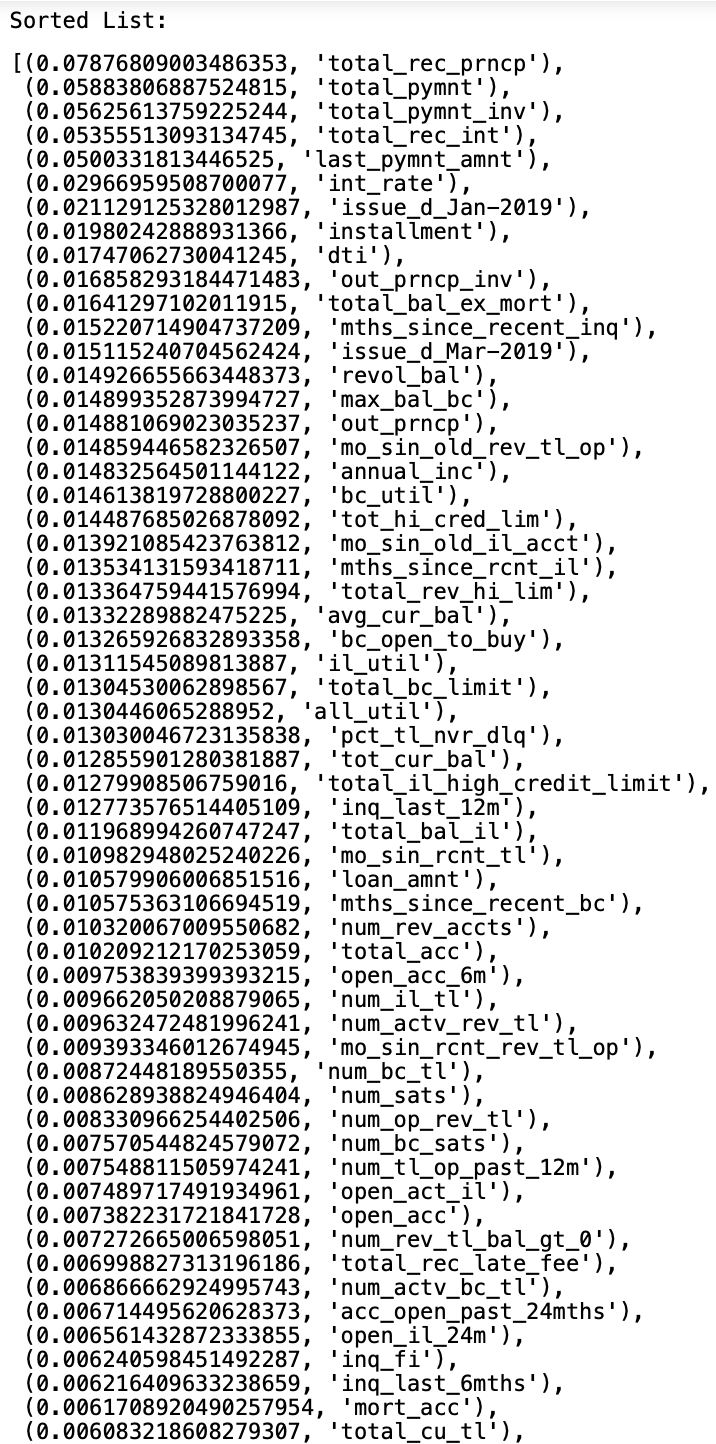 Sorted List:
[(0.07876809003486353, 'total_rec_prncp'),
(0.05883806887524815, 'total_pymnt'),
(0.05625613759225244, 'total_pymnt_inv'),
(0.05355513093134745, 'total_rec_int'),
(0.0500331813446525, 'last_pymnt_amnt'),
(0.02966959508700077, 'int_rate'),
(0.021129125328012987, 'issue_d_Jan-2019'),
(0.01980242888931366, 'installment'),
(0.01747062730041245, 'dti'),
(0.016858293184471483, 'out_prncp_inv'),
(0.01641297102011915, 'total_bal_ex_mort'),
(0.015220714904737209, 'mths_since_recent_inq'),
(0.015115240704562424, 'issue_d_Mar-2019'),
(0.014926655663448373, 'revol_bal'),
(0.014899352873994727, 'max_bal_bc'),
(0.014881069023035237, 'out_prncp'),
(0.014859446582326507, 'mo_sin_old_rev_tl_op'),
(0.014832564501144122, 'annual_inc'),
(0.014613819728800227, 'bc_util'),
(0.014487685026878092, 'tot_hi_cred_lim'),
(0.013921085423763812, 'mo_sin_old_il_acct'),
(0.013534131593418711, 'mths_since_rcnt_il'),
(0.013364759441576994, 'total_rev_hi_lim'),
(0.01332289882475225, 'avg_cur_bal'),
(0.013265926832893358, 'bc_open_to_buy'),
(0.01311545089813887, 'il_util'),
(0.01304530062898567, 'total_bc_limit'),
(0.0130446065288952, 'all_util'),
(0.013030046723135838, 'pct_tl_nvr_dlq'),
(0.012855901280381887, 'tot_cur_bal'),
(0.01279908506759016, 'total_il_high_credit_limit'),
(0.012773576514405109, 'inq_last_12m'),
(0.011968994260747247, 'total_bal_il'),
(0.010982948025240226, 'mo_sin_rcnt_tl'),
(0.010579906006851516, 'loan_amnt'),
(0.010575363106694519, 'mths_since_recent_bc'),
(0.010320067009550682, 'num_rev_accts'),
(0.010209212170253059, 'total_acc'),
(0.009753839399393215, 'open_acc_6m'),
(0.009662050208879065, 'num_il_tl'),
(0.009632472481996241, 'num_actv_rev_tl'),
(0.009393346012674945, 'mo_sin_rcnt_rev_tl_op'),
(0.00872448189550355, 'num_bc_tl'),
(0.008628938824946404, 'num_sats'),
(0.008330966254402506, 'num_op_rev_tl'),
(0.007570544824579072, 'num_bc_sats'),
(0.007548811505974241, 'num_tl_op_past_12m'),
(0.007489717491934961, 'open_act_il'),
(0.007382231721841728, 'open_acc'),
(0.007272665006598051, 'num_rev_tl_bal_gt_0'),
(0.006998827313196186, 'total_rec_late_fee'),
(0.006866662924995743, 'num_actv_bc_tl'),
(0.006714495620628373, 'acc_open_past_24mths'),
(0.006561432872333855, 'open_il_24m'),
(0.006240598451492287, 'inq_fi'),
(0.006216409633238659, 'inq_last_6mths'),
(0.0061708920490257954, 'mort_acc'),
(0.006083218608279307, 'total_cu_tl'),